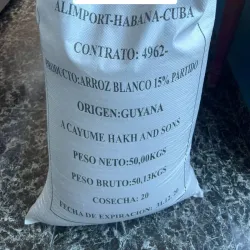 ALIMPORT-HABANA-CUBA
CONTRATO: 4962-
PRODUCTO:ARROZ BLANCO 15% PARTIDO
ORIGEN:GUYANA
ACAYUME HAKH AND SONS
PESO NETO:50,00KGS
PESO BRUTO:50,13KGS
COSECHA: 20
FECHA DE EXPIRACION: